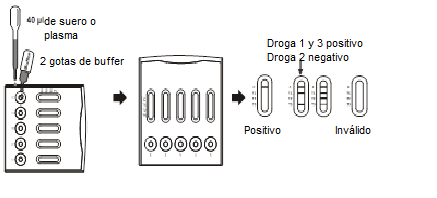 40 µl de suero o
plasma
2 gotas de buffer
Droga 1 y 3 positivo
Droga 2 negativo
Positivo
Inválido